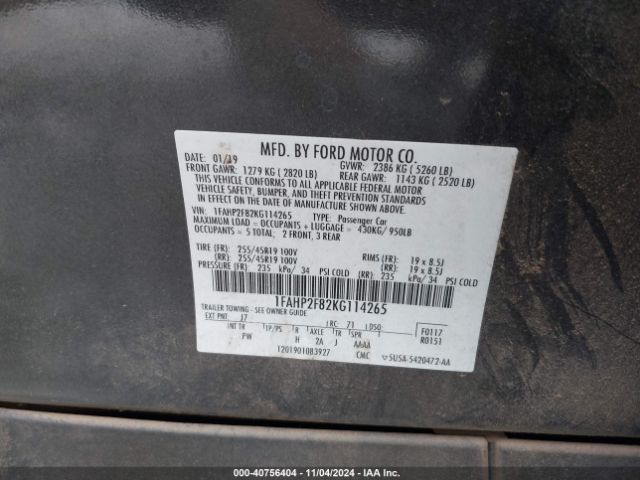 MFD. BY FORD MOTOR CO.
DATE: 01/19 GVWR: 2386 KG ( 5260 LB)
FRONT GAWR: 1279 KG ( 2820 LB) REAR GAWR: 1143 KG ( 2520 LB)
THIS VEHICLE CONFORMS TO ALL APPLICABLE FEDERAL MOTOR
VEHICLE SAFETY, BUMPER, AND THEFT PREVENTION STANDARDS
IN EFFECT ON THE DATE OF MANUFACTURE SHOWN ABOVE.
VIN: 1FAHP2F82KG114265 TYPE: Passenger Car
MAXIMUM LOAD = OCCUPANTS + LUGGAGE = 430KG/ 950LB
OCCUPANTS = 5 TOTAL; 2 FRONT, 3 REAR
TIRE (FR): 255/45R19 100V RIMS (FR): 19 x 8.5J
(RR): 255/45R19 100V (RR): 19 x 8.5J
PRESSURE (FR): 235 kPa/ 34 PSI COLD (RR): 235 kPa/ 34 PSI COLD
1FAHP2F82KG114265
TRAILER TOWING - SEE OWNER GUIDE
EXT PNT: J7 RC: 71 DSO: F0117
INT TR TP/PS R AXLE TR SPR R0151
PW H 2A J AAAA
1201901083927 CMC 5U5A-5420472-AA
000-40756404 - 11/04/2024 - IAA Inc.